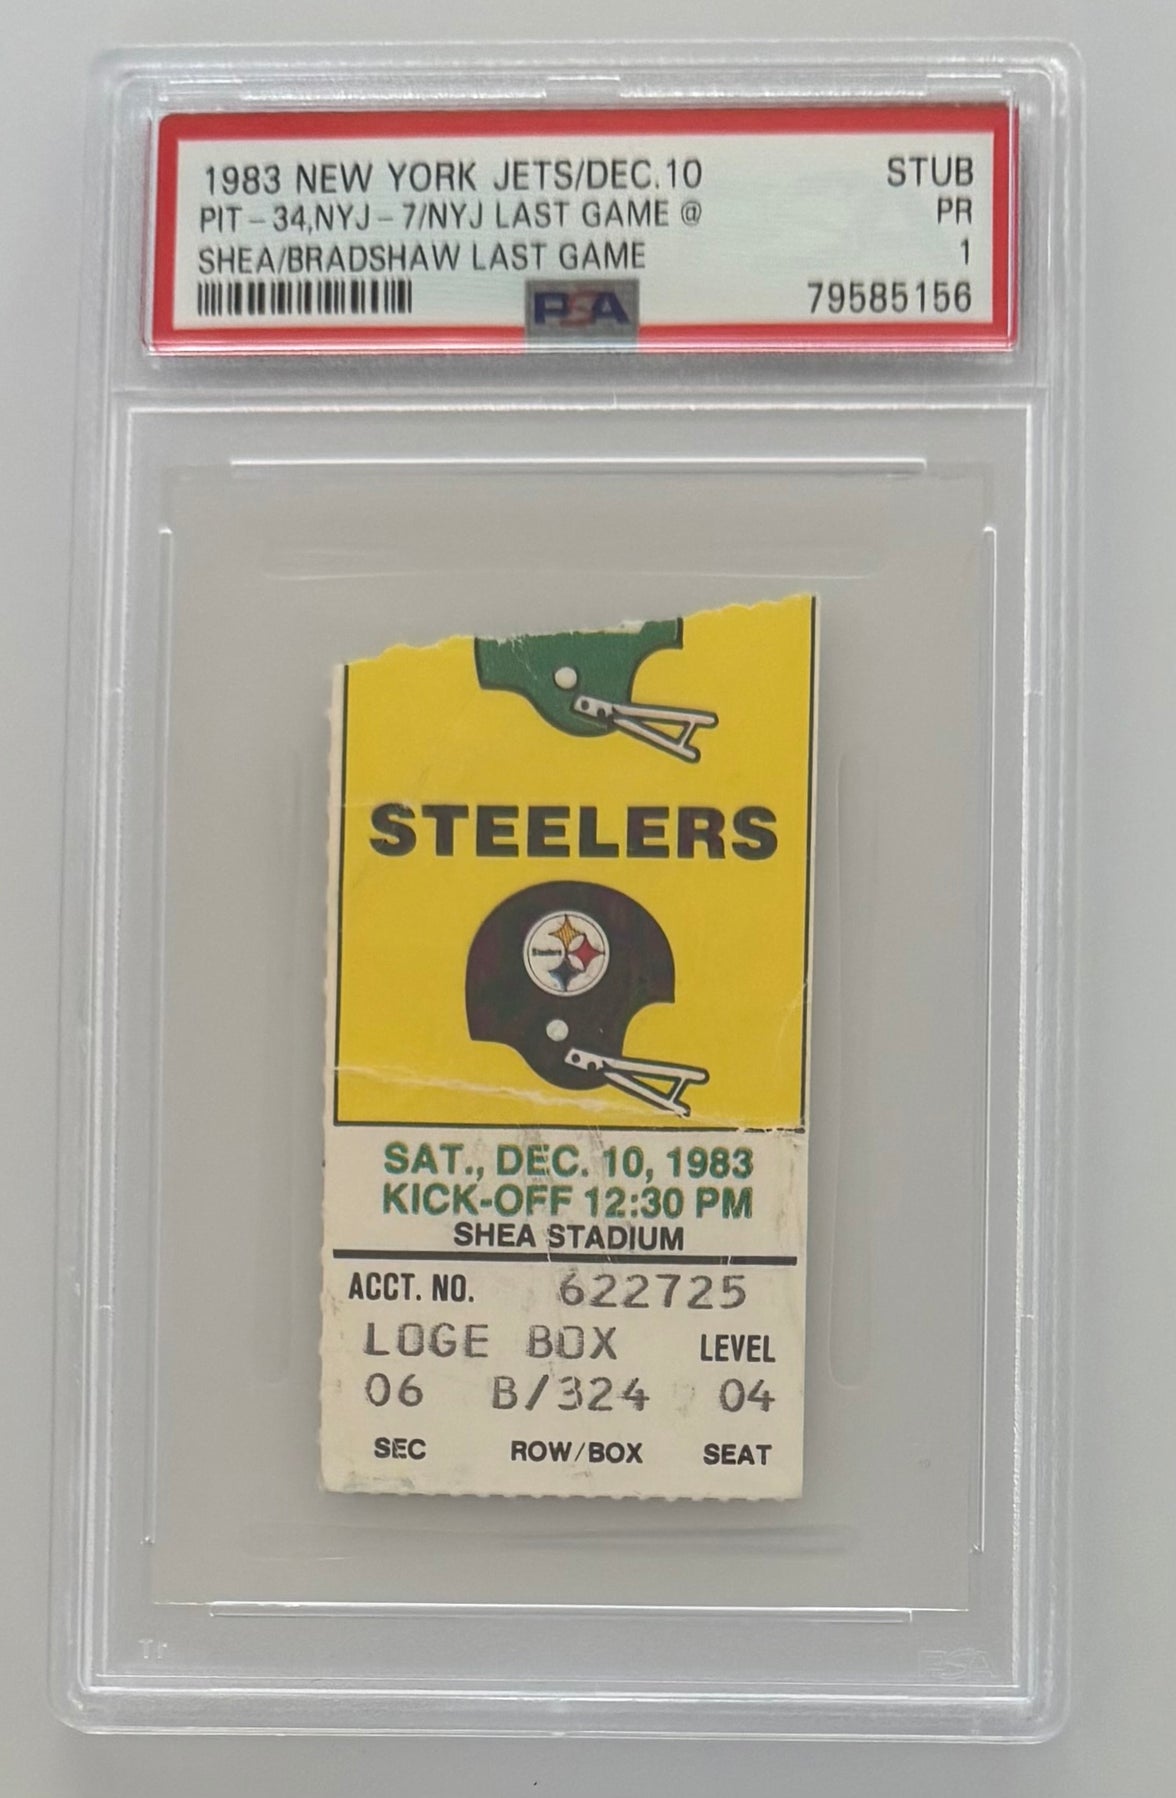 1983 NEW YORK JETS/DEC.10 STUB
PIT - 34,NYJ - 7/NYJ LAST GAME @ PR
SHEA/BRADSHAW LAST GAME 1
PSA 79585156
STEELERS
Steelers
SAT., DEC. 10, 1983
KICK-OFF 12:30 PM
SHEA STADIUM
ACCT. NO. 622725
LOGE BOX LEVEL
06 B/324 04
SEC ROW/BOX SEAT
PSA